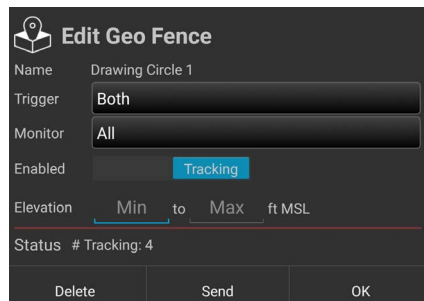 Edit Geo Fence
Name Drawing Circle 1
Trigger Both
Monitor All
Enabled Tracking
Elevation Min to Max ft MSL
Status # Tracking: 4
Delete Send OK